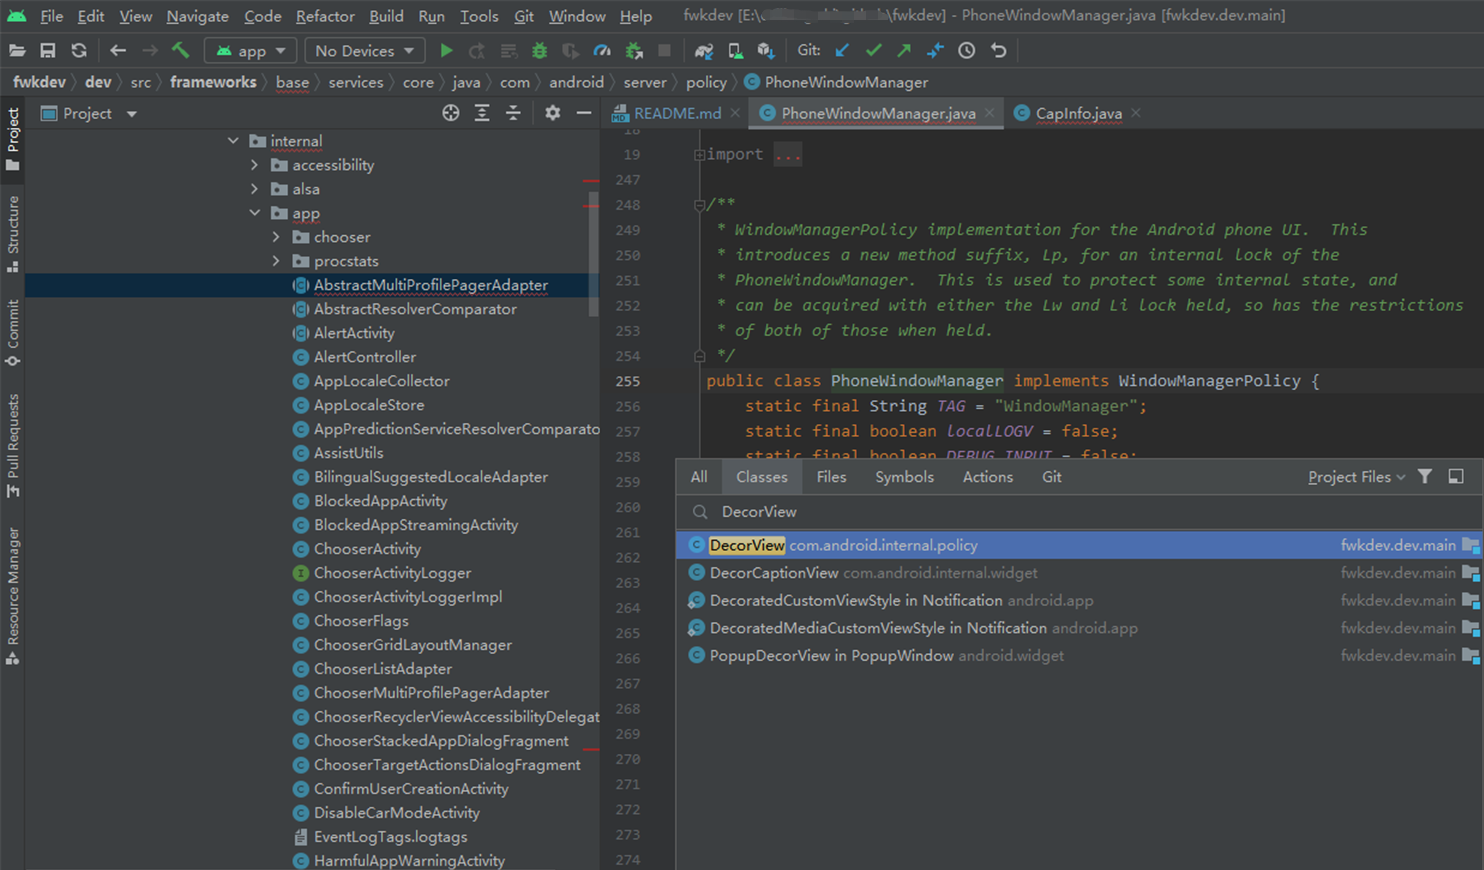 File Edit View Navigate Code Refactor Build Run Tools Git Window Help fwkdev [E:\ \fwkdev] - PhoneWindowManager.java [fwkdev.dev.main]
app No Devices Git:
fwkdev dev src frameworks base services core java com android server policy PhoneWindowManager
Project
README.md PhoneWindowManager.java CapInfo.java
Project
Structure
Commit
Pull Requests
Resource Manager
internal
accessibility
alsa
app
chooser
procstats
AbstractMultiProfilePagerAdapter
AbstractResolverComparator
AlertActivity
AlertController
AppLocaleCollector
AppLocaleStore
AppPredictionServiceResolverComparato
AssistUtils
BilingualSuggestedLocaleAdapter
BlockedAppActivity
BlockedAppStreamingActivity
ChooserActivity
ChooserActivityLogger
ChooserActivityLoggerImpl
ChooserFlags
ChooserGridLayoutManager
ChooserListAdapter
ChooserMultiProfilePagerAdapter
ChooserRecyclerViewAccessibilityDelegat
ChooserStackedAppDialogFragment
ChooserTargetActionsDialogFragment
ConfirmUserCreationActivity
DisableCarModeActivity
EventLogTags.logtags
HarmfulAppWarningActivity
18
19 import ...
247
248 /**
249 * WindowManagerPolicy implementation for the Android phone UI. This
250 * introduces a new method suffix, Lp, for an internal lock of the
251 * PhoneWindowManager. This is used to protect some internal state, and
252 * can be acquired with either the Lw and Li lock held, so has the restrictions
253 * of both of those when held.
254 */
255 public class PhoneWindowManager implements WindowManagerPolicy {
256 static final String TAG = "WindowManager";
257 static final boolean localLOGV = false;
258 static final boolean DEBUG_INPUT = false;
259
260
261
262
263
264
265
266
267
268
269
270
271
272
273
274
All Classes Files Symbols Actions Git Project Files
DecorView
DecorView com.android.internal.policy fwkdev.dev.main
DecorCaptionView com.android.internal.widget fwkdev.dev.main
DecoratedCustomViewStyle in Notification android.app fwkdev.dev.main
DecoratedMediaCustomViewStyle in Notification android.app fwkdev.dev.main
PopupDecorView in PopupWindow android.widget fwkdev.dev.main